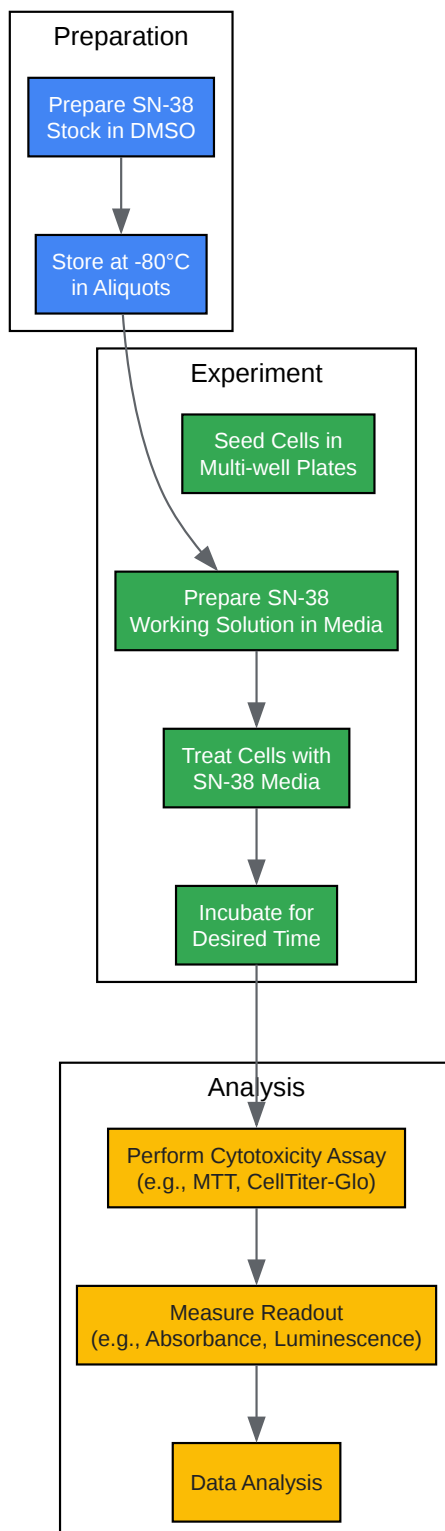 Preparation
Prepare SN-38
Stock in DMSO
Store at -80°C
in Aliquots
Experiment
Seed Cells in
Multi-well Plates
Prepare SN-38
Working Solution in Media
Treat Cells with
SN-38 Media
Incubate for
Desired Time
Analysis
Perform Cytotoxicity Assay
(e.g., MTT, CellTiter-Glo)
Measure Readout
(e.g., Absorbance, Luminescence)
Data Analysis